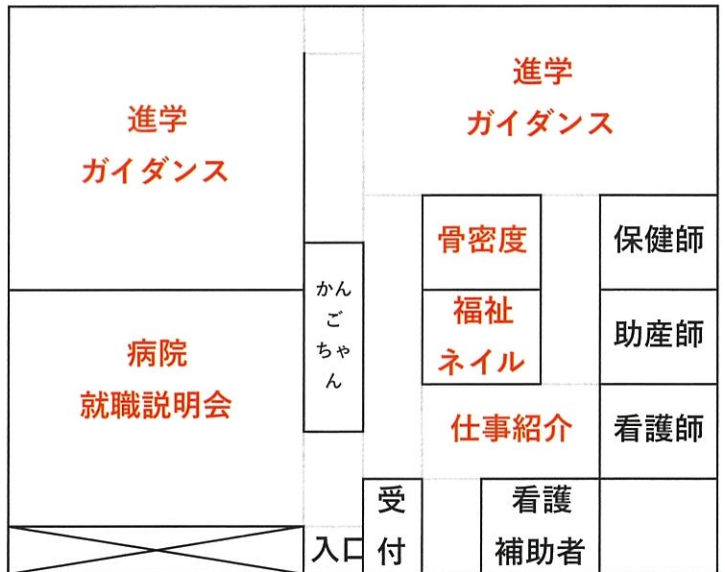 進学
ガイダンス
進学
ガイダンス
骨密度
保健師
かん
ご
ちゃ
ん
福祉
ネイル
助産師
病院
就職説明会
仕事紹介
看護師
受
付
看護
補助者
入口